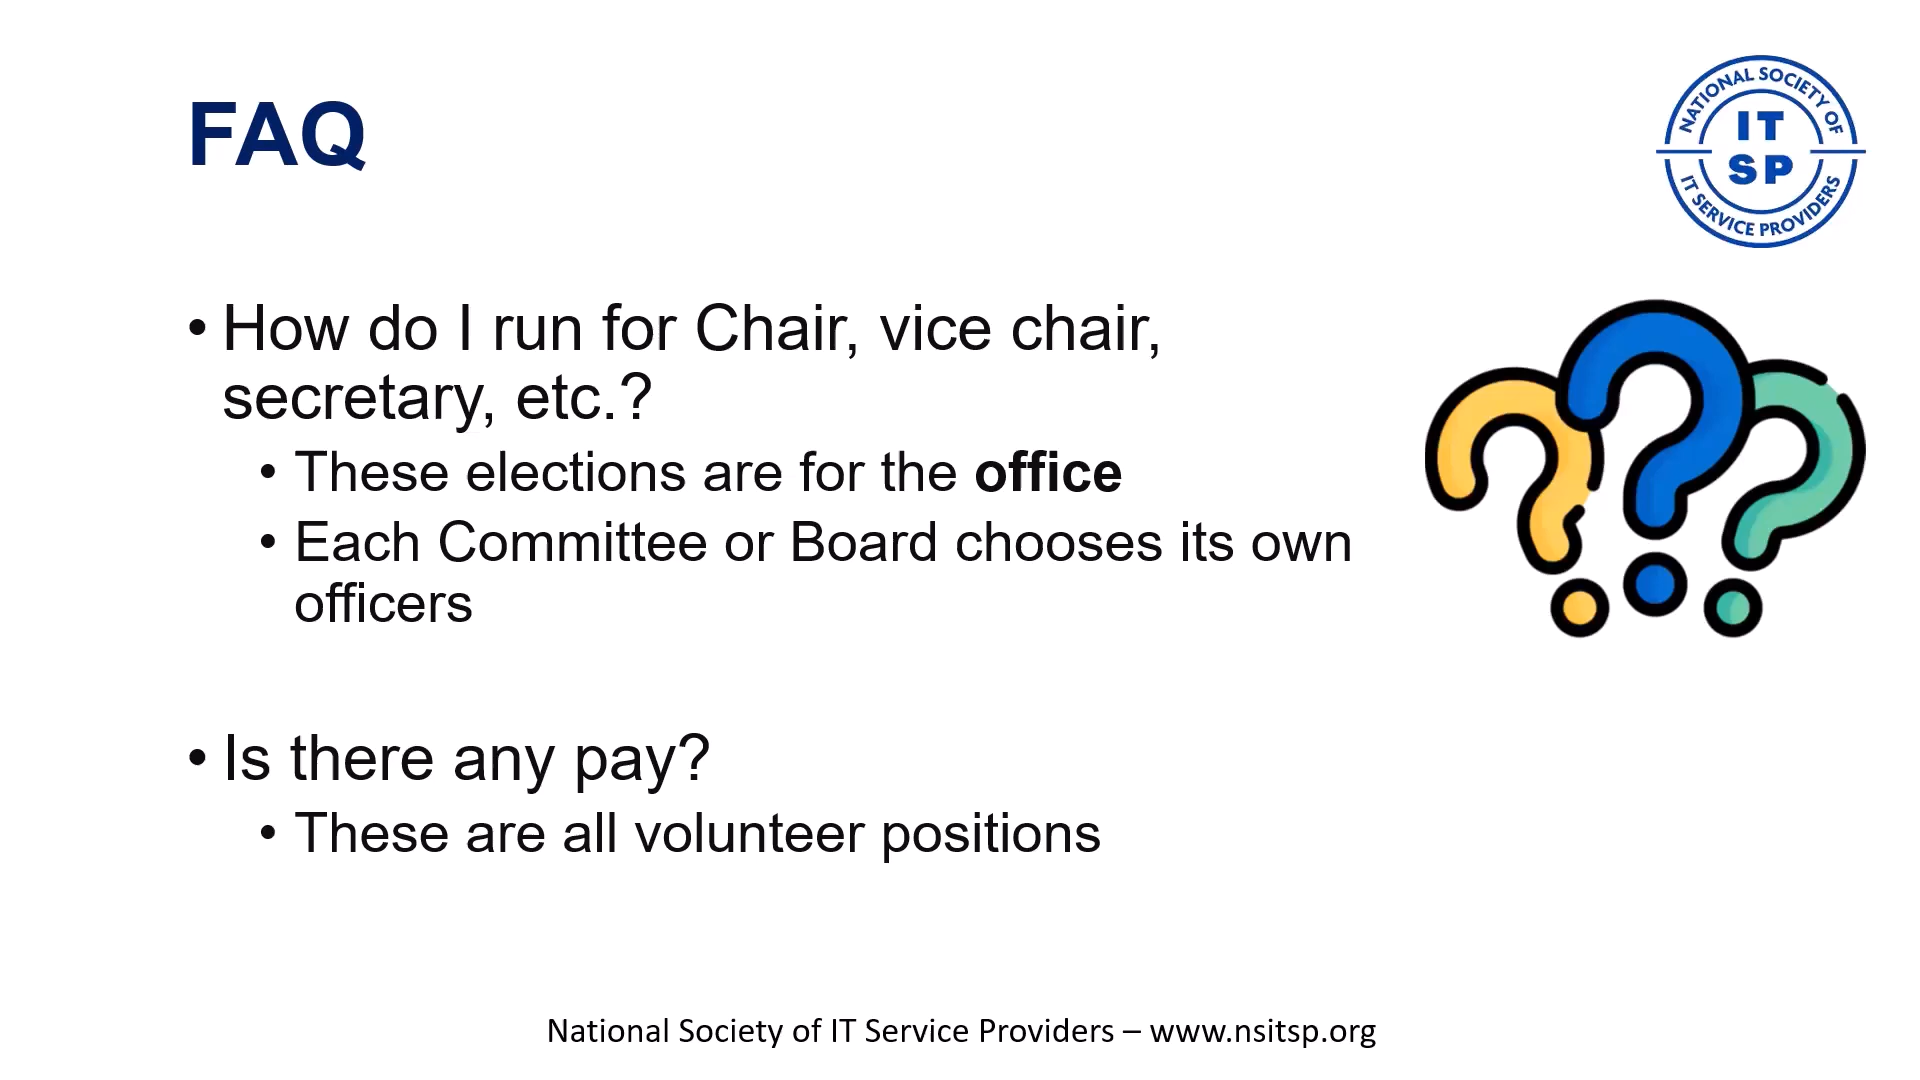 FAQ
NATIONAL SOCIETY OF
IT
SP
IT SERVICE PROVIDERS
• How do I run for Chair, vice chair,
secretary, etc.?
• These elections are for the office
• Each Committee or Board chooses its own
officers
• Is there any pay?
• These are all volunteer positions
National Society of IT Service Providers – www.nsitsp.org